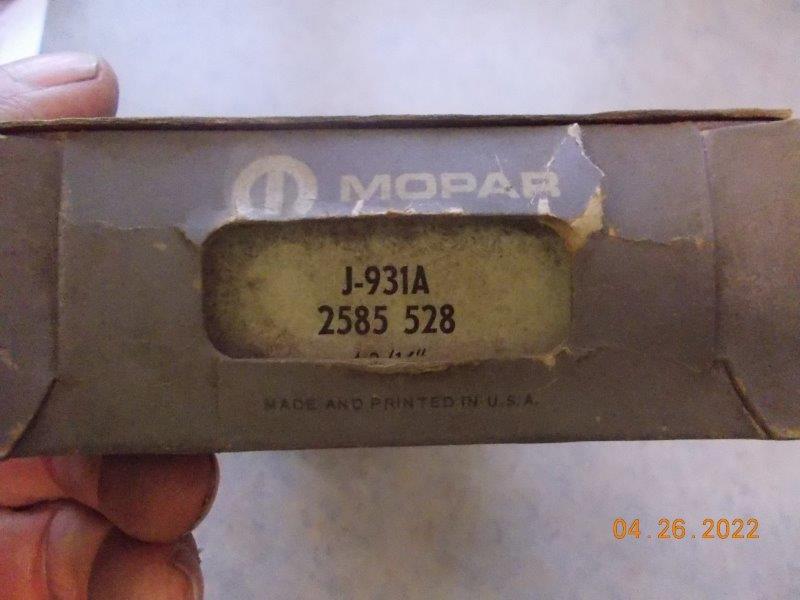 MOPAR
J-931A
2585 528
MADE AND PRINTED IN U.S.A.
04.26.2022